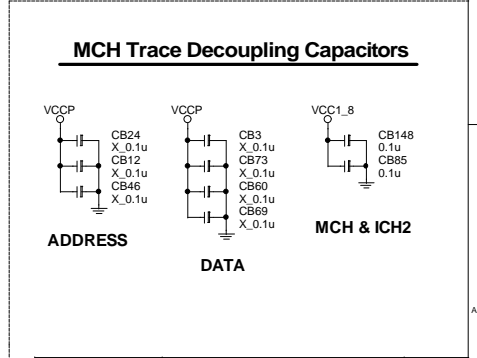 MCH Trace Decoupling Capacitors
VCCP
CB24
X_0.1u
CB12
X_0.1u
CB46
X_0.1u
ADDRESS
VCCP
CB3
X_0.1u
CB73
X_0.1u
CB60
X_0.1u
CB69
X_0.1u
DATA
VCC1_8
CB148
0.1u
CB85
0.1u
MCH & ICH2
A